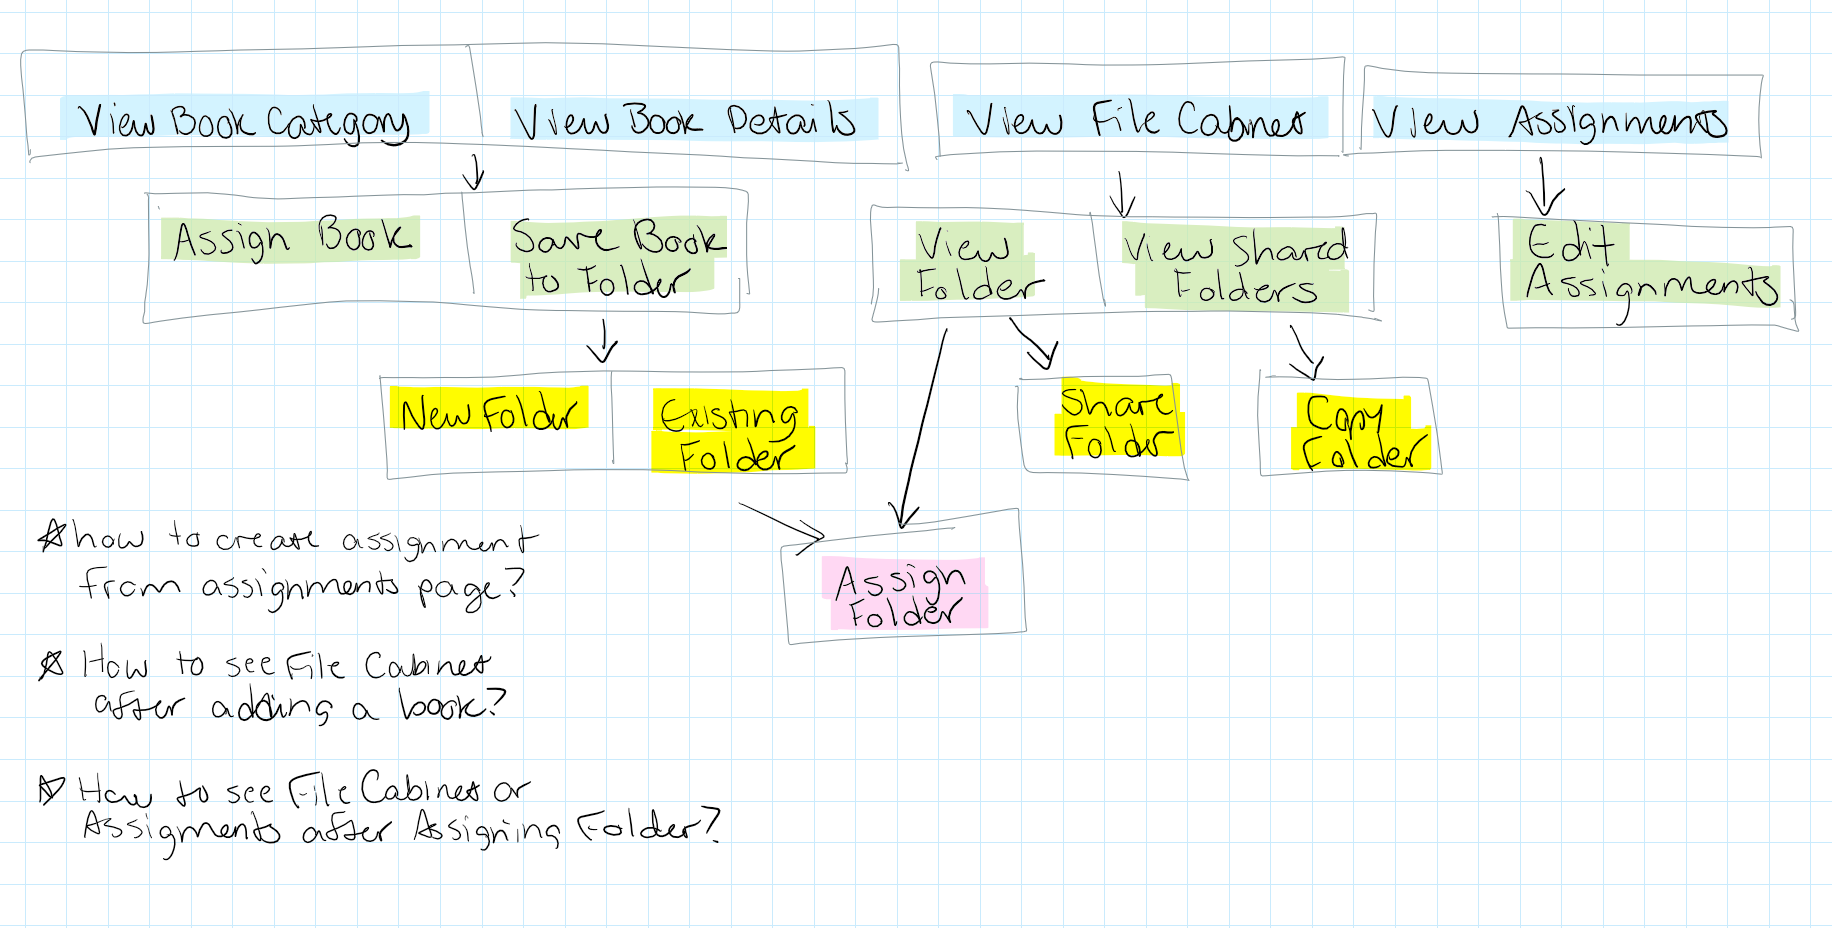 View Book Category
View Book Details
View File Cabinet
View Assignments
Assign Book
Save Book
to Folder
View
Folder
View Shared
Folders
Edit
Assignments
New Folder
Existing
Folder
Share
Folder
Copy
Folder
Assign
Folder
how to create assignment
from assignments page?
How to see File Cabinet
after adding a book?
How to see File Cabinet or
Assigments after Assigning Folder?